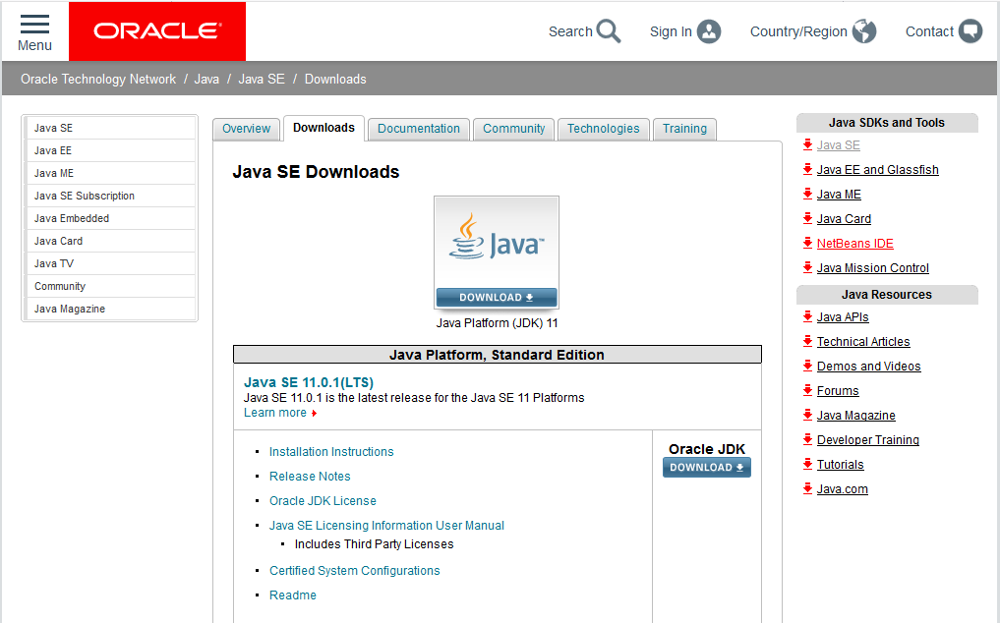 Menu
ORACLE
Search
Sign In
Country/Region
Contact
Oracle Technology Network / Java / Java SE / Downloads
Java SE
Java EE
Java ME
Java SE Subscription
Java Embedded
Java Card
Java TV
Community
Java Magazine
Overview
Downloads
Documentation
Community
Technologies
Training
Java SE Downloads
Java™
DOWNLOAD
Java Platform (JDK) 11
Java Platform, Standard Edition
Java SE 11.0.1(LTS)
Java SE 11.0.1 is the latest release for the Java SE 11 Platforms
Learn more
Installation Instructions
Release Notes
Oracle JDK License
Java SE Licensing Information User Manual
Includes Third Party Licenses
Certified System Configurations
Readme
Oracle JDK
DOWNLOAD
Java SDKs and Tools
Java SE
Java EE and Glassfish
Java ME
Java Card
NetBeans IDE
Java Mission Control
Java Resources
Java APIs
Technical Articles
Demos and Videos
Forums
Java Magazine
Developer Training
Tutorials
Java.com